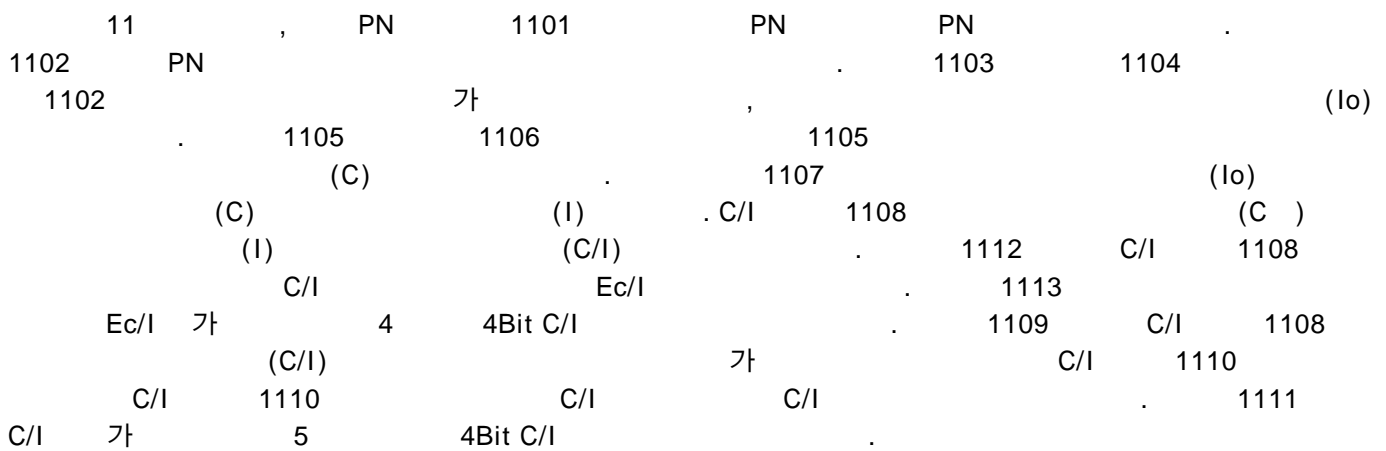 11 , PN 1101 PN PN .
1102 PN . 1103 1104
1102 가 , (Io)
. 1105 1106 1105
(C) . 1107 (Io)
(C) (I) . C/I 1108 (C )
(I) (C/I) . 1112 C/I 1108
C/I Ec/I . 1113
Ec/I 가 4 4Bit C/I . 1109 C/I 1108
(C/I) 가 C/I 1110
C/I 1110 C/I C/I . 1111
C/I 가 5 4Bit C/I .